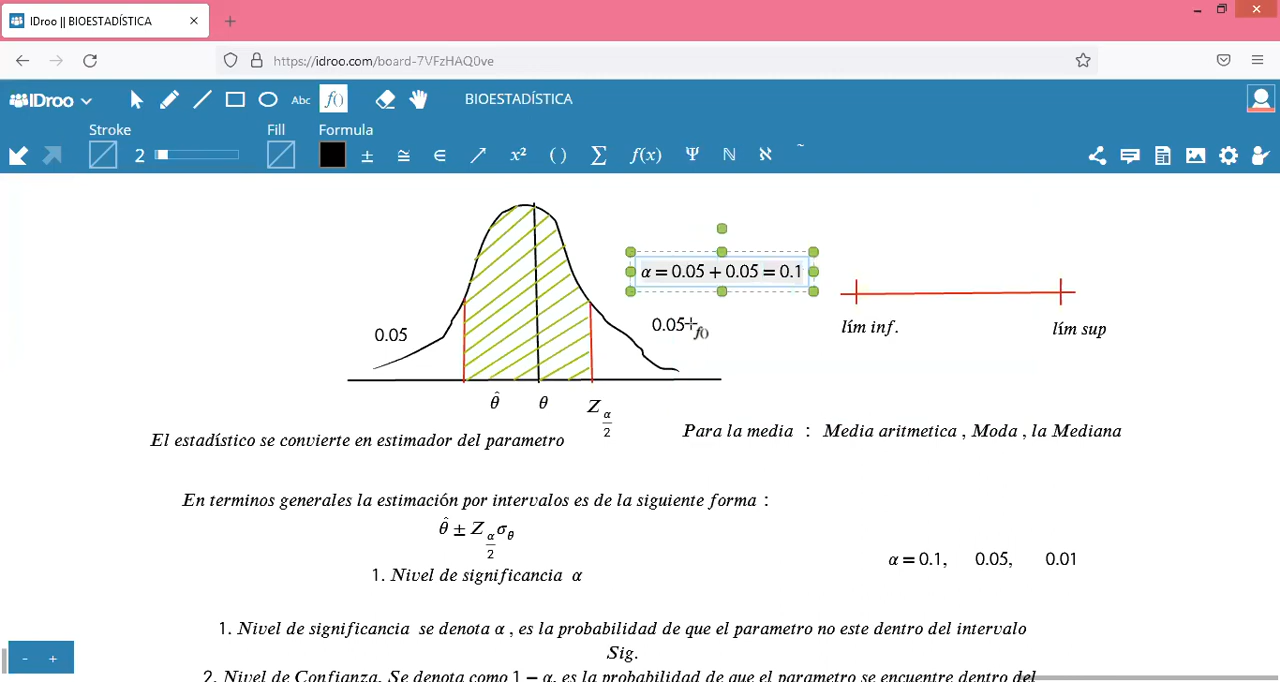 IDroo || BIOESTADÍSTICA
https://idroo.com/board-7VFzHAQ0ve
IDroo
Abc
f()
BIOESTADÍSTICA
Stroke
Fill
Formula
2
± ≅ ∈ x² ( ) ∑ f(x) Ψ ℕ ℵ ~
α = 0.05 + 0.05 = 0.1
0.05
0.05
f()
lím inf.
lím sup
θ̂ θ Z α/2
El estadístico se convierte en estimador del parametro
Para la media : Media aritmetica , Moda , la Mediana
En terminos generales la estimación por intervalos es de la siguiente forma :
θ̂ ± Z α/2 σθ
α = 0.1, 0.05, 0.01
1. Nivel de significancia α
1. Nivel de significancia se denota α , es la probabilidad de que el parametro no este dentro del intervalo
Sig.
2. Nivel de Confianza. Se denota como 1 − α, es la probabilidad de que el parametro se encuentre dentro del
- +